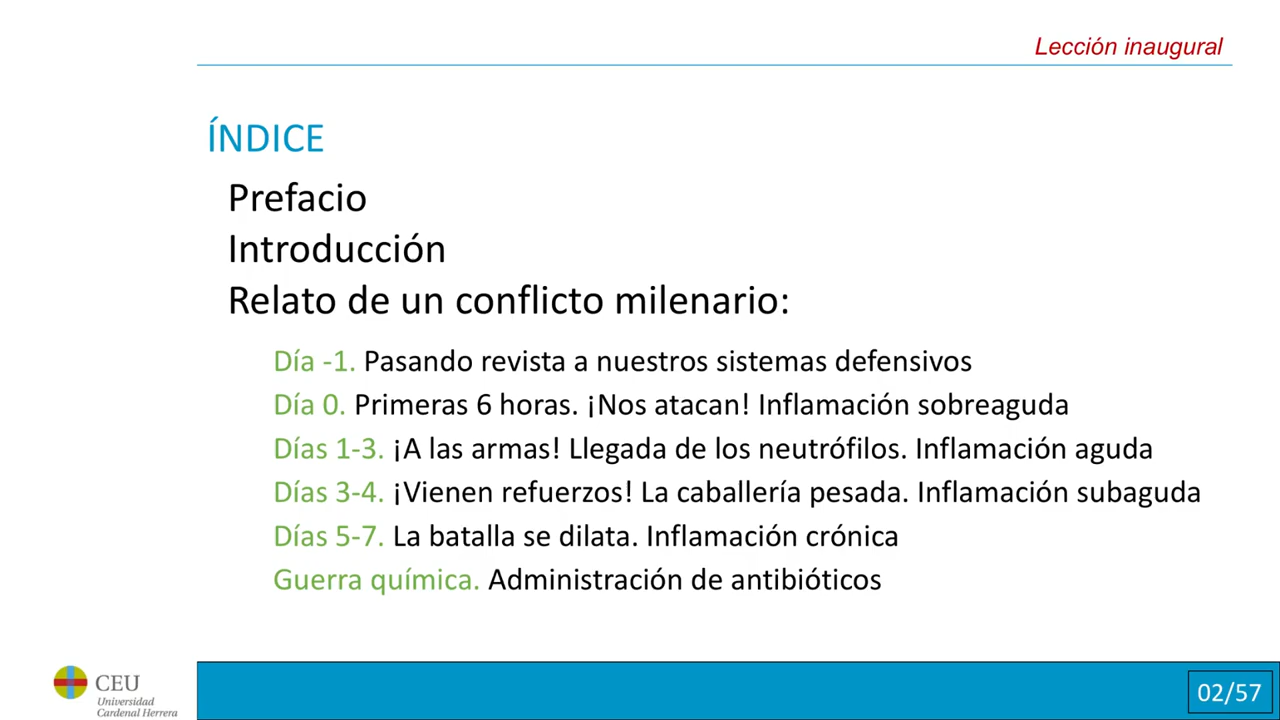 Lección inaugural
ÍNDICE
Prefacio
Introducción
Relato de un conflicto milenario:
Día -1. Pasando revista a nuestros sistemas defensivos
Día 0. Primeras 6 horas. ¡Nos atacan! Inflamación sobreaguda
Días 1-3. ¡A las armas! Llegada de los neutrófilos. Inflamación aguda
Días 3-4. ¡Vienen refuerzos! La caballería pesada. Inflamación subaguda
Días 5-7. La batalla se dilata. Inflamación crónica
Guerra química. Administración de antibióticos
CEU
Universidad
Cardenal Herrera
02/57